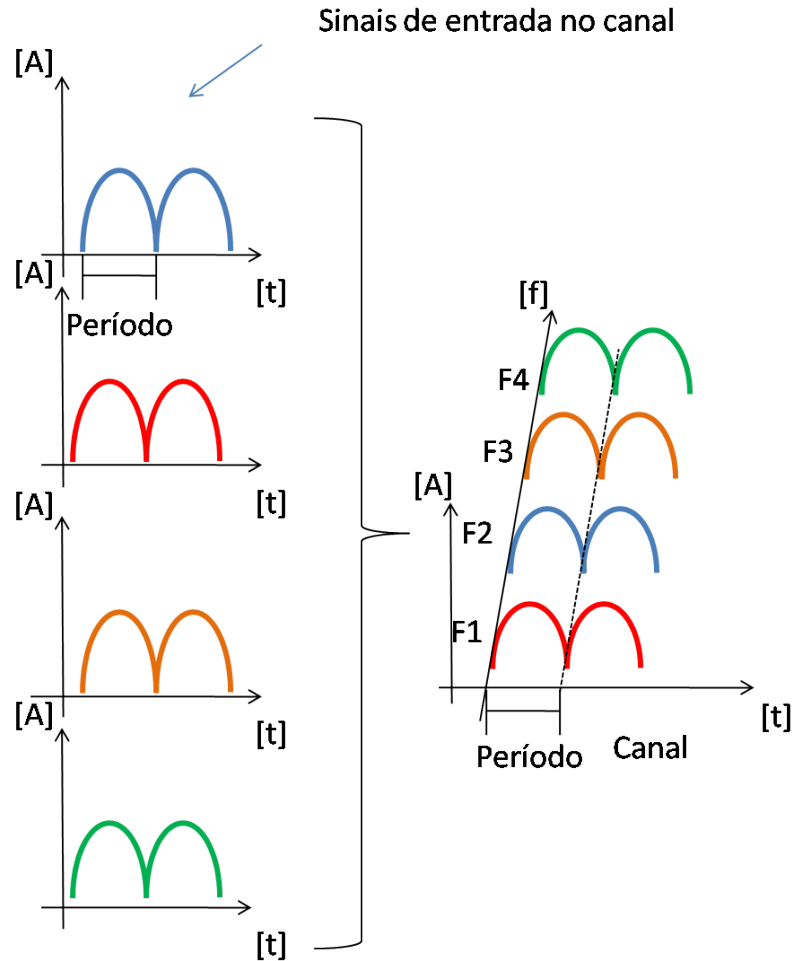 Sinais de entrada no canal
[A]
[t]
[A]
Período
[t]
[A]
[t]
[A]
[t]
[f]
F4
F3
[A]
F2
F1
[t]
Período
Canal